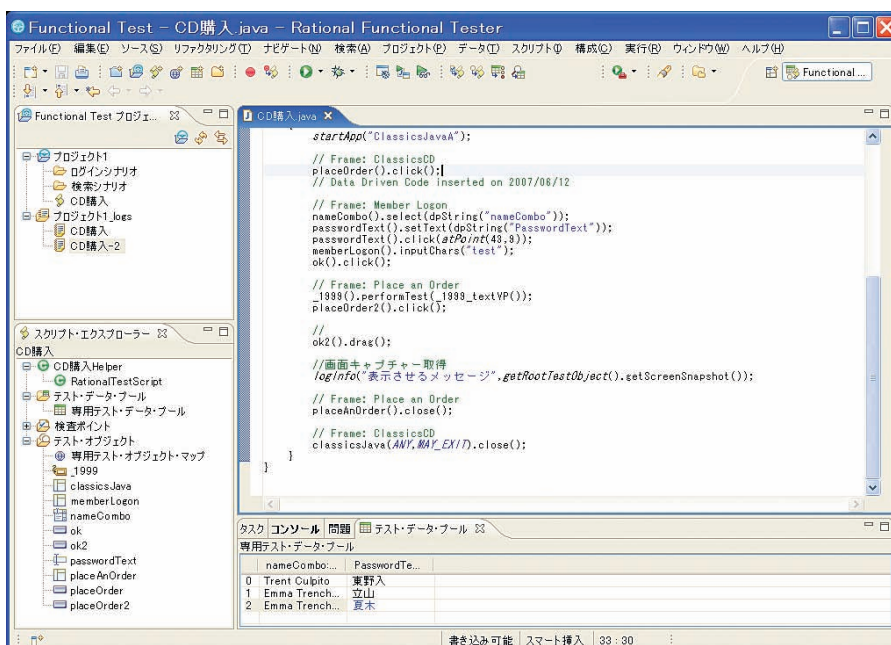 Functional Test - CD購入.java - Rational Functional Tester
ファイル(F) 編集(E) ソース(S) リファクタリング(T) ナビゲート(N) 検索(A) プロジェクト(P) データ(T) スクリプト(I) 構成(C) 実行(R) ウィンドウ(W) ヘルプ(H)
Functional...
Functional Test プロジェ...
プロジェクト1
ログインシナリオ
検索シナリオ
CD購入
プロジェクト1_logs
CD購入
CD購入-2
スクリプト・エクスプローラー
CD購入
CD購入Helper
RationalTestScript
テスト・データ・プール
専用テスト・データ・プール
検査ポイント
テスト・オブジェクト
専用テスト・オブジェクト・マップ
_1999
classicsJava
memberLogon
nameCombo
ok
ok2
passwordText
placeAnOrder
placeOrder
placeOrder2
CD購入.java
startApp("ClassicsJavaA");
// Frame: ClassicsCD
placeOrder().click();
// Data Driven Code inserted on 2007/06/12
// Frame: Member Logon
nameCombo().select(dpString("nameCombo"));
passwordText().setText(dpString("PasswordText"));
passwordText().click(atPoint(43,9));
memberLogon().inputChars("test");
ok().click();
// Frame: Place an Order
_1999().performTest(_1999_textVP());
placeOrder2().click();
//
ok2().drag();
//画面キャプチャー取得
logInfo("表示させるメッセージ",getRootTestObject().getScreenSnapshot());
// Frame: Place an Order
placeAnOrder().close();
// Frame: ClassicsCD
classicsJava(ANY,MAY_EXIT).close();
}
}
タスク コンソール 問題 テスト・データ・プール
専用テスト・データ・プール
nameCombo:... PasswordTe...
0 Trent Culpito 東野入
1 Emma Trench... 立山
2 Emma Trench... 夏木
書き込み可能 スマート挿入 33 : 30